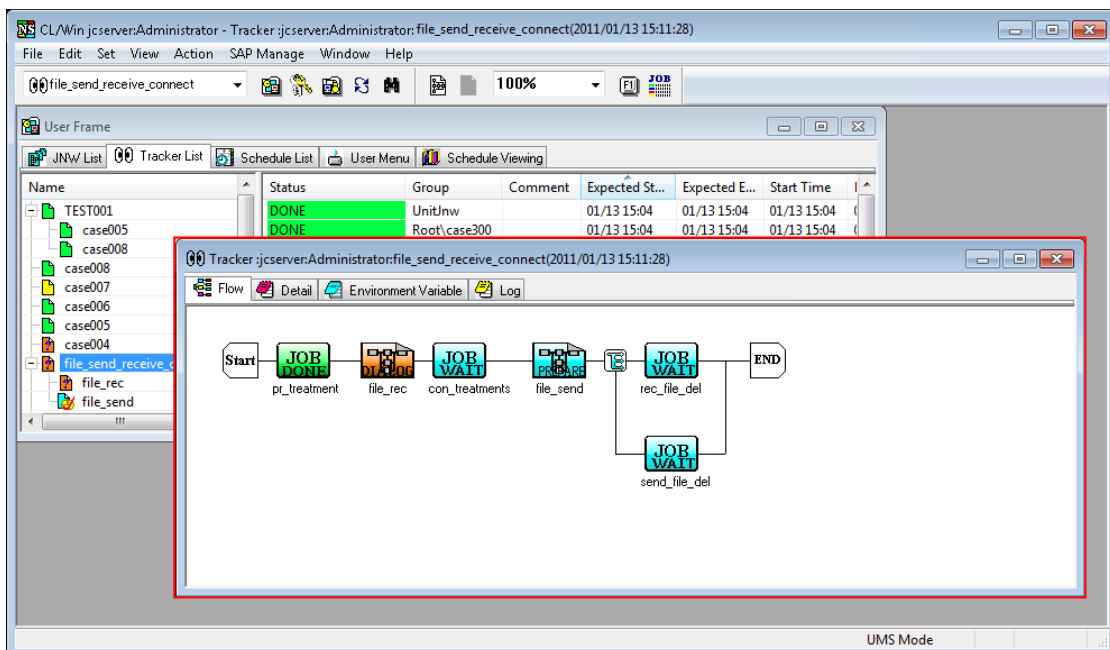 CL/Win jcserver:Administrator - Tracker :jcserver:Administrator: file_send_receive_connect(2011/01/13 15:11:28)
File Edit Set View Action SAP Manage Window Help
file_send_receive_connect 100% F1 JOB
User Frame
JNW List Tracker List Schedule List User Menu Schedule Viewing
Name Status Group Comment Expected St... Expected E... Start Time
TEST001 DONE UnitJnw 01/13 15:04 01/13 15:04 01/13 15:04
case005 DONE Root\case300 01/13 15:04 01/13 15:04 01/13 15:04
case008
case008
case007
case006
case005
case004
file_send_receive_c
file_rec
file_send
Tracker :jcserver:Administrator:file_send_receive_connect(2011/01/13 15:11:28)
Flow Detail Environment Variable Log
Start JOB DONE DIALOG JOB WAIT PREPARE JOB WAIT END
pr_treatment file_rec con_treatments file_send rec_file_del
JOB WAIT
send_file_del
UMS Mode